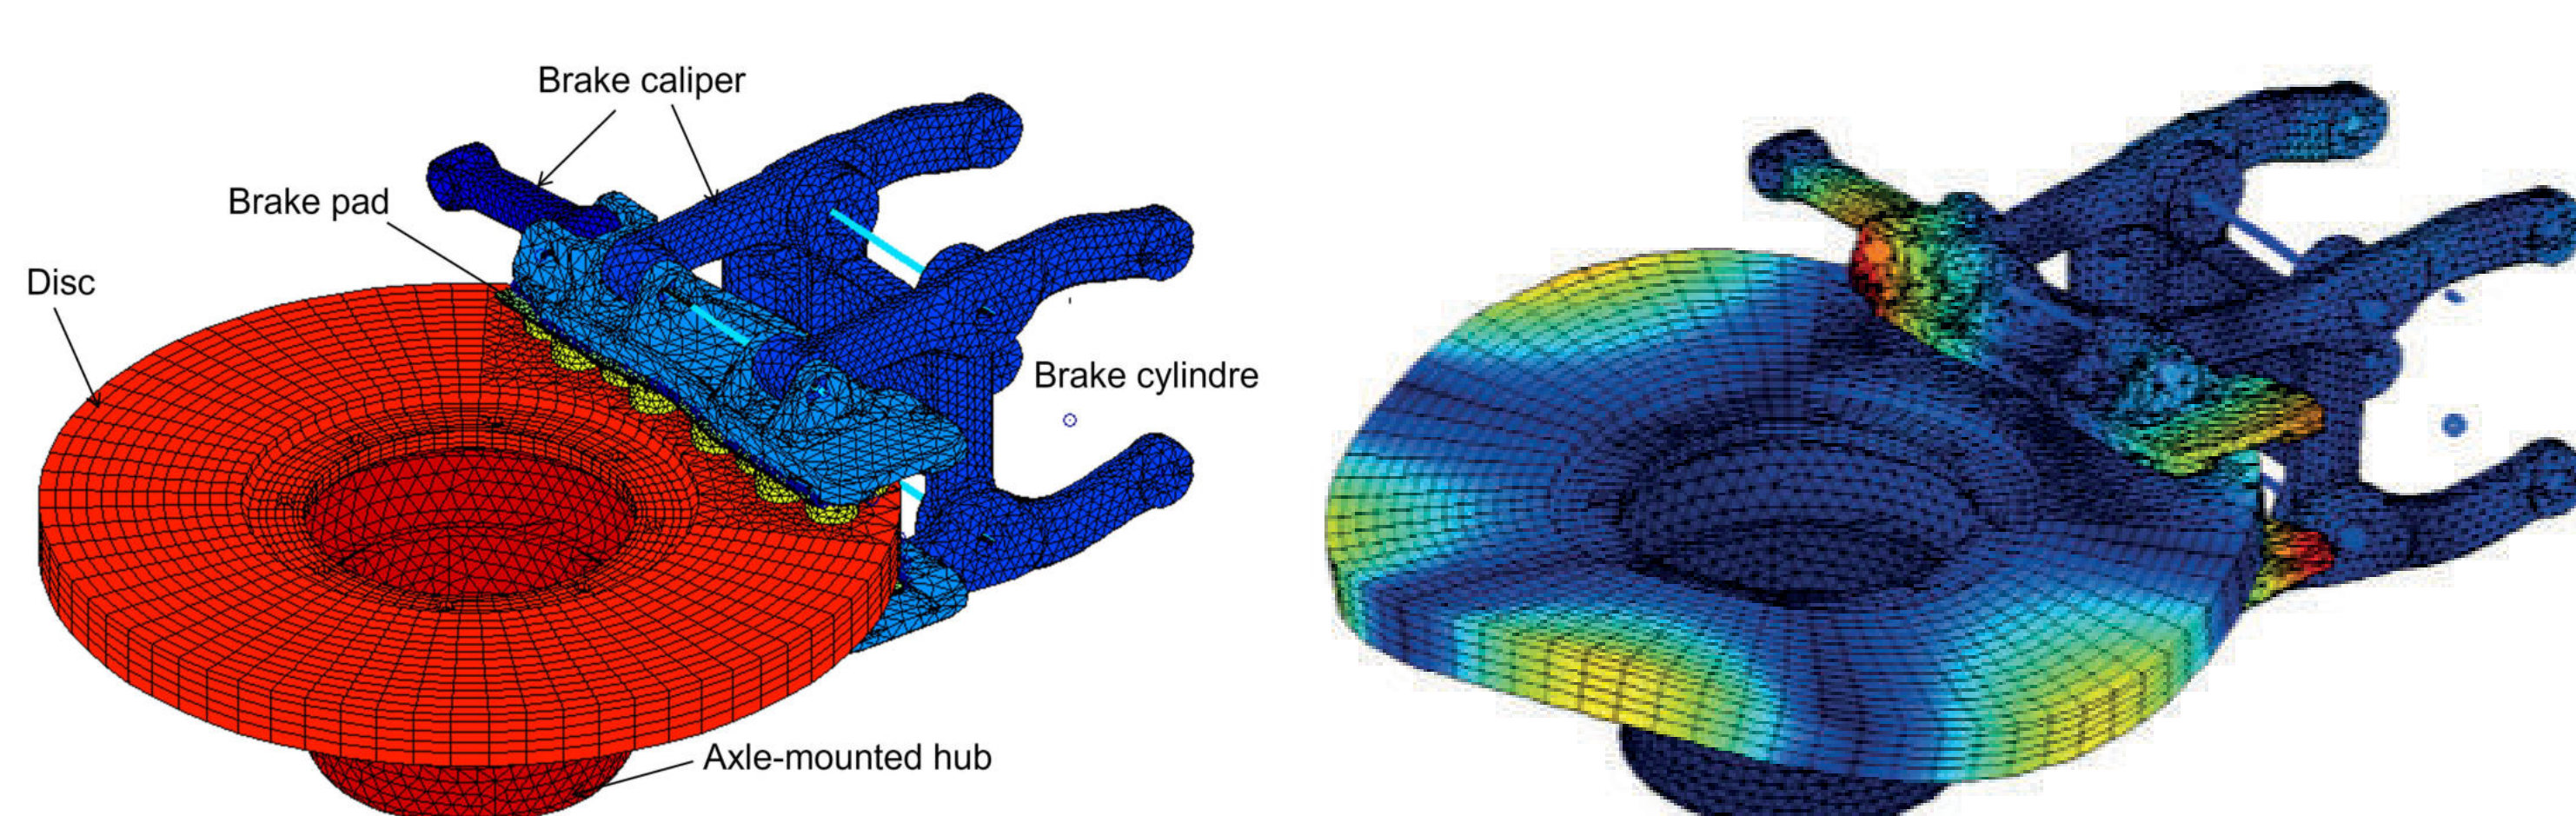 Brake caliper
Brake pad
Disc
Brake cylindre
Axle-mounted hub